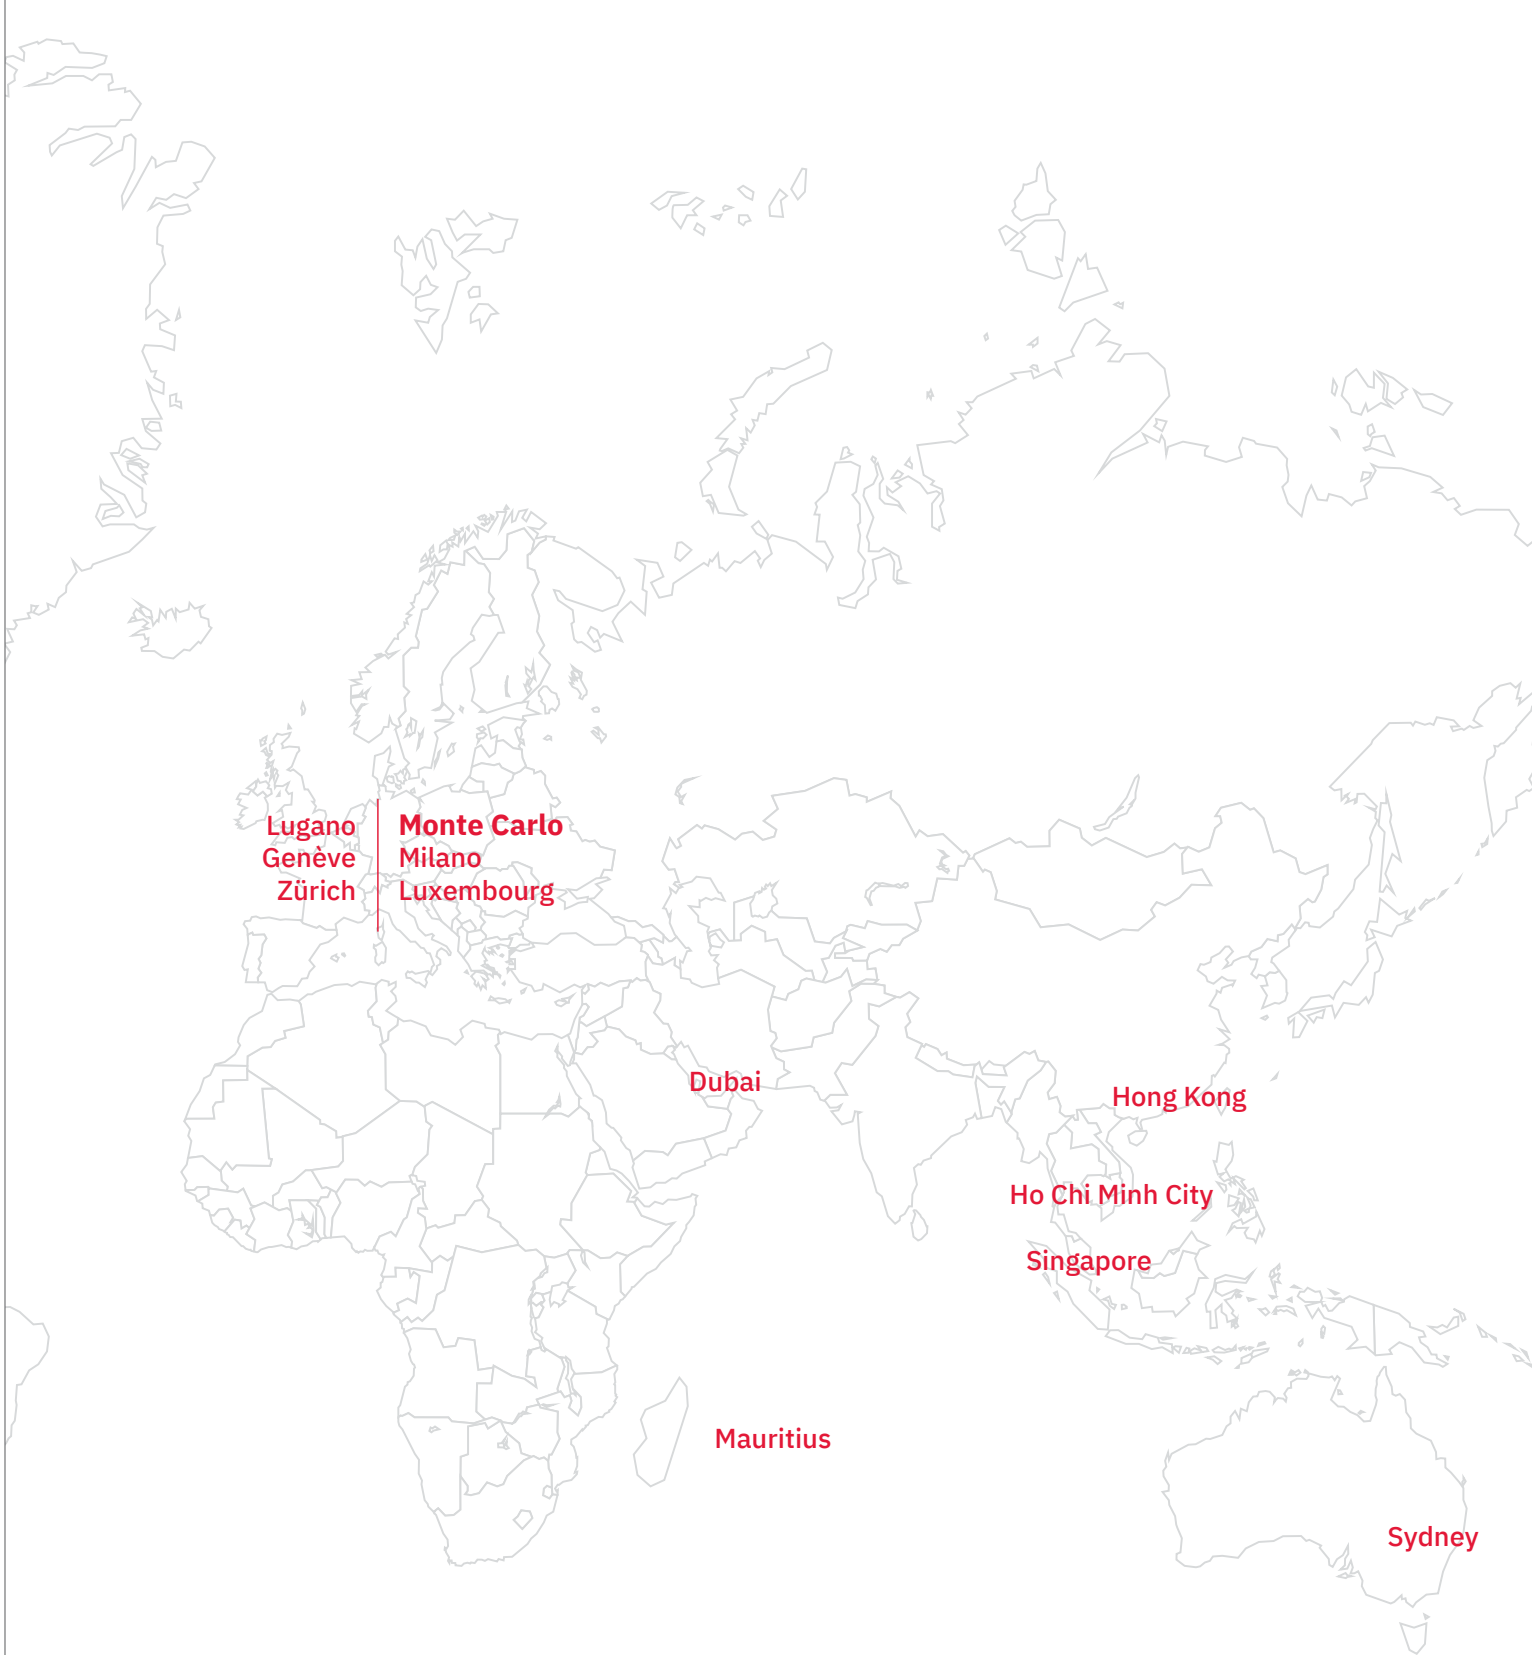 Lugano
Genève
Zürich
Monte Carlo
Milano
Luxembourg
Dubai
Hong Kong
Ho Chi Minh City
Singapore
Mauritius
Sydney